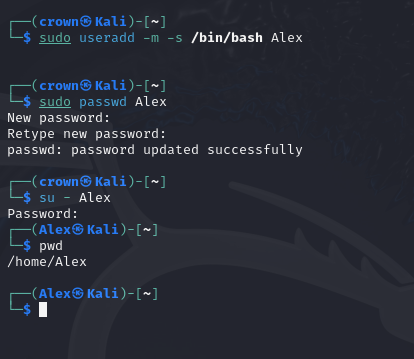 ┌──(crown㉿Kali)-[~]
└─$ sudo useradd -m -s /bin/bash Alex
┌──(crown㉿Kali)-[~]
└─$ sudo passwd Alex
New password:
Retype new password:
passwd: password updated successfully
┌──(crown㉿Kali)-[~]
└─$ su - Alex
Password:
┌──(Alex㉿Kali)-[~]
└─$ pwd
/home/Alex
┌──(Alex㉿Kali)-[~]
└─$